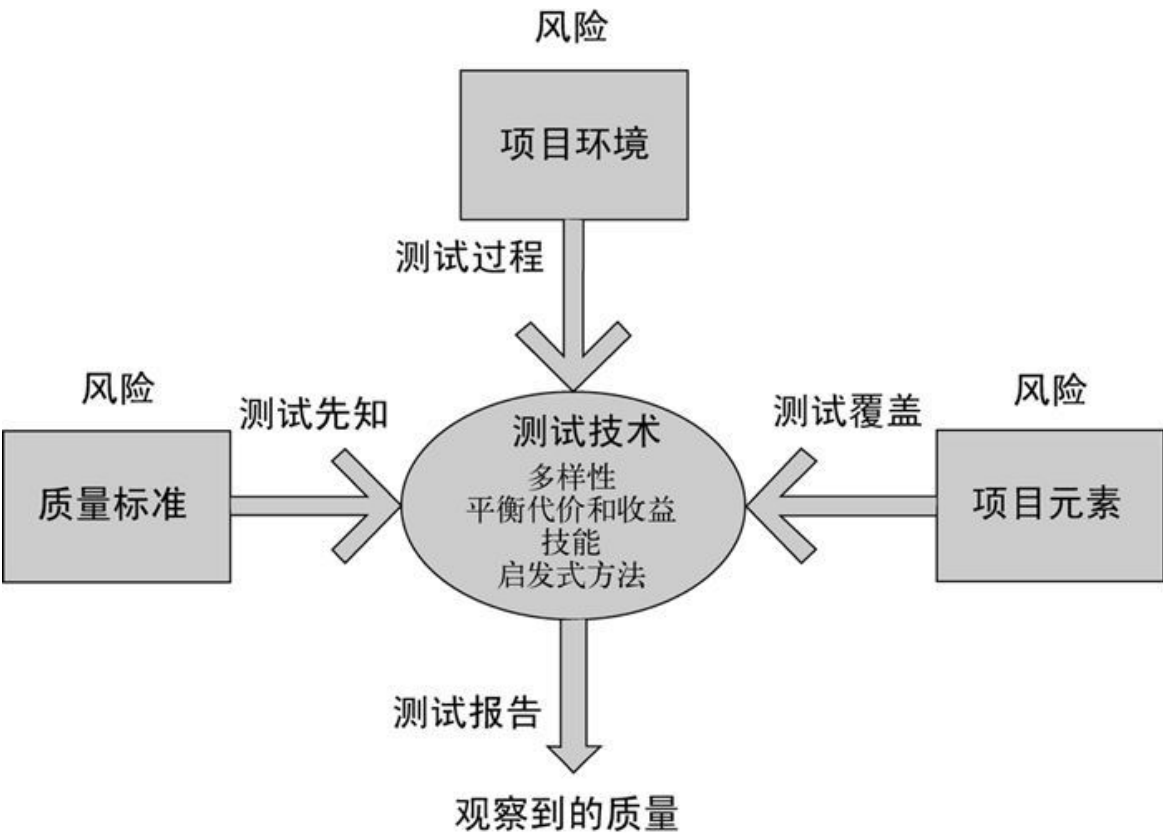 风险
项目环境
测试过程
风险
测试先知
质量标准
测试技术
多样性
平衡代价和收益
技能
启发式方法
风险
测试覆盖
项目元素
测试报告
观察到的质量